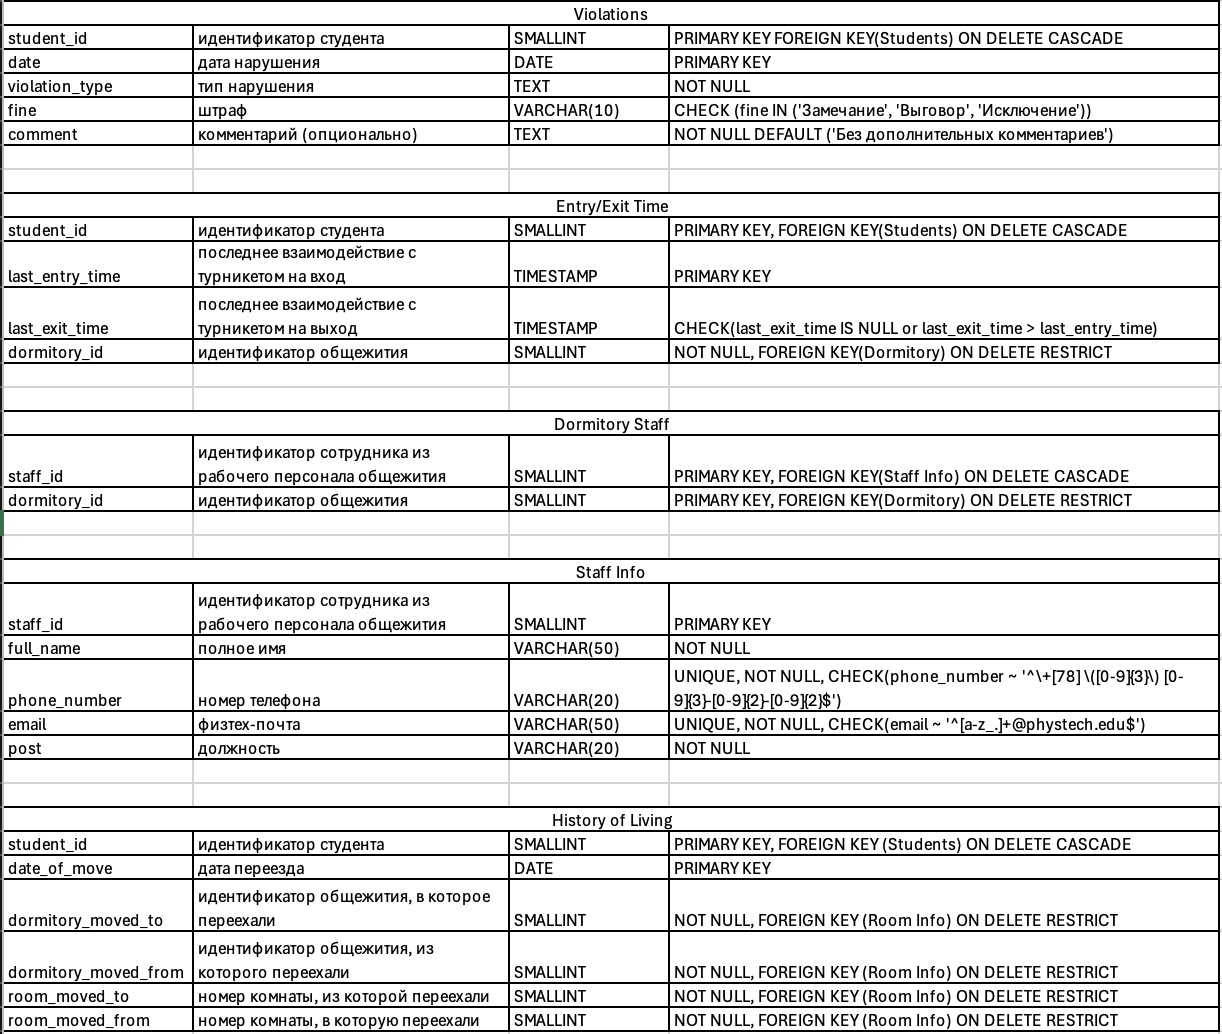 Violations
student_id идентификатор студента SMALLINT PRIMARY KEY FOREIGN KEY(Students) ON DELETE CASCADE
date дата нарушения DATE PRIMARY KEY
violation_type тип нарушения TEXT NOT NULL
fine штраф VARCHAR(10) CHECK (fine IN ('Замечание', 'Выговор', 'Исключение'))
comment комментарий (опционально) TEXT NOT NULL DEFAULT ('Без дополнительных комментариев')
Entry/Exit Time
student_id идентификатор студента SMALLINT PRIMARY KEY, FOREIGN KEY(Students) ON DELETE CASCADE
последнее взаимодействие с
last_entry_time турникетом на вход TIMESTAMP PRIMARY KEY
последнее взаимодействие с
last_exit_time турникетом на выход TIMESTAMP CHECK(last_exit_time IS NULL or last_exit_time > last_entry_time)
dormitory_id идентификатор общежития SMALLINT NOT NULL, FOREIGN KEY(Dormitory) ON DELETE RESTRICT
Dormitory Staff
идентификатор сотрудника из
staff_id рабочего персонала общежития SMALLINT PRIMARY KEY, FOREIGN KEY(Staff Info) ON DELETE CASCADE
dormitory_id идентификатор общежития SMALLINT PRIMARY KEY, FOREIGN KEY(Dormitory) ON DELETE RESTRICT
Staff Info
идентификатор сотрудника из
staff_id рабочего персонала общежития SMALLINT PRIMARY KEY
full_name полное имя VARCHAR(50) NOT NULL
UNIQUE, NOT NULL, CHECK(phone_number ~ '^\+[78] \([0-9]{3}\) [0-
phone_number номер телефона VARCHAR(20) 9]{3}-[0-9]{2}-[0-9]{2}$')
email физтех-почта VARCHAR(50) UNIQUE, NOT NULL, CHECK(email ~ '^[a-z_.]+@phystech.edu$')
post должность VARCHAR(20) NOT NULL
History of Living
student_id идентификатор студента SMALLINT PRIMARY KEY, FOREIGN KEY (Students) ON DELETE CASCADE
date_of_move дата переезда DATE PRIMARY KEY
идентификатор общежития, в которое
dormitory_moved_to переехали SMALLINT NOT NULL, FOREIGN KEY (Room Info) ON DELETE RESTRICT
идентификатор общежития, из
dormitory_moved_from которого переехали SMALLINT NOT NULL, FOREIGN KEY (Room Info) ON DELETE RESTRICT
room_moved_to номер комнаты, из которой переехали SMALLINT NOT NULL, FOREIGN KEY (Room Info) ON DELETE RESTRICT
room_moved_from номер комнаты, в которую переехали SMALLINT NOT NULL, FOREIGN KEY (Room Info) ON DELETE RESTRICT